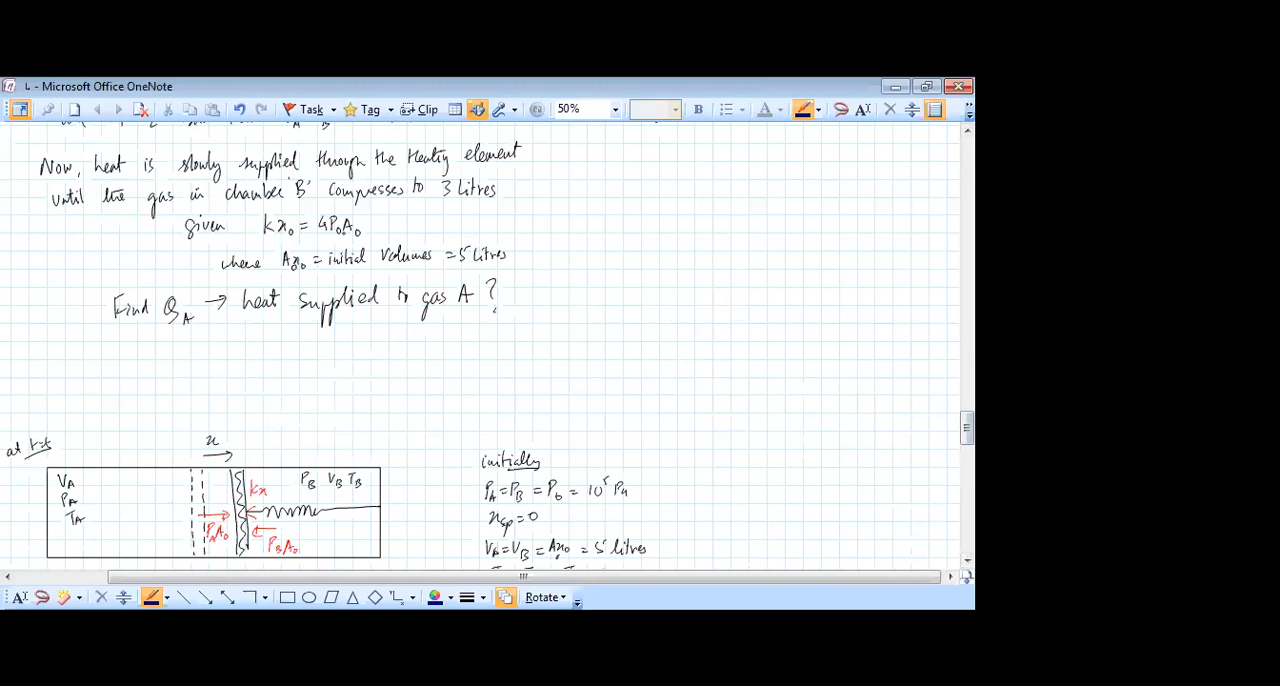 L - Microsoft Office OneNote
Task Tag Clip 50% B A
Now, heat is slowly supplied through the Heating element
until the gas in chamber 'B' compresses to 3 Litres
given kx₀ = 4P₀A₀
where A₀x₀ = initial volumes = 5 litres
Find Q_A → heat supplied to gas A?
at t=t
x
V_A
P_A
T_A
kx
P_B V_B T_B
P_A A₀
P_B A₀
initially
P_A = P_B = P₀ = 10⁵ Pa
x_sp = 0
V_A = V_B = A₀x₀ = 5 litres
Rotate